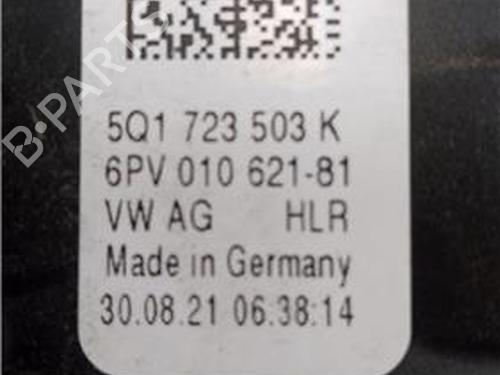 B-PARTS
5Q1 723 503 K
6PV 010 621-81
VW AG HLR
Made in Germany
30.08.21 06.38:14